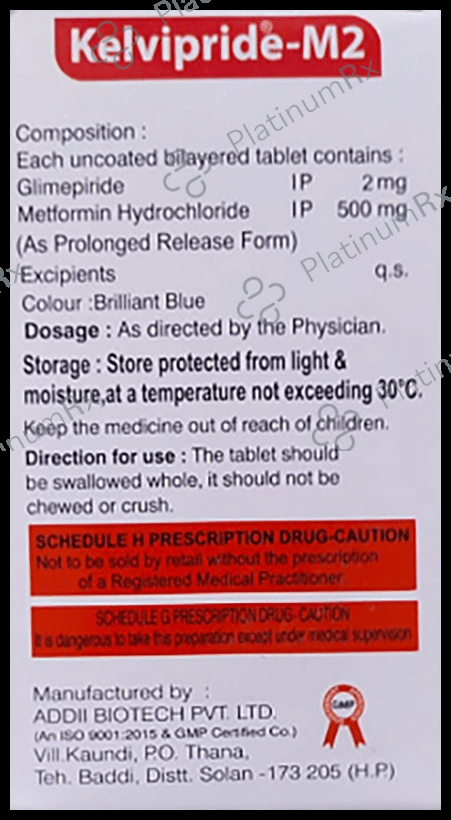 Kelvipride®-M2
Composition :
Each uncoated bilayered tablet contains :
Glimepiride IP 2 mg
Metformin Hydrochloride IP 500 mg
(As Prolonged Release Form)
Excipients q.s.
Colour :Brilliant Blue
Dosage : As directed by the Physician.
Storage : Store protected from light &
moisture,at a temperature not exceeding 30°C.
Keep the medicine out of reach of children.
Direction for use : The tablet should
be swallowed whole, it should not be
chewed or crush.
SCHEDULE H PRESCRIPTION DRUG-CAUTION
Not to be sold by retail without the prescription
of a Registered Medical Practitioner.
SCHEDULE G PRESCRIPTION DRUG- CAUTION
It is dangerous to take this preparation except under medical supervision
Manufactured by :
ADDII BIOTECH PVT. LTD.
(An ISO 9001:2015 & GMP Certified Co.)
Vill.Kaundi, P.O. Thana,
Teh. Baddi, Distt. Solan -173 205 (H.P.)
GMP
PlatinumRx
PlatinumRx
PlatinumRx